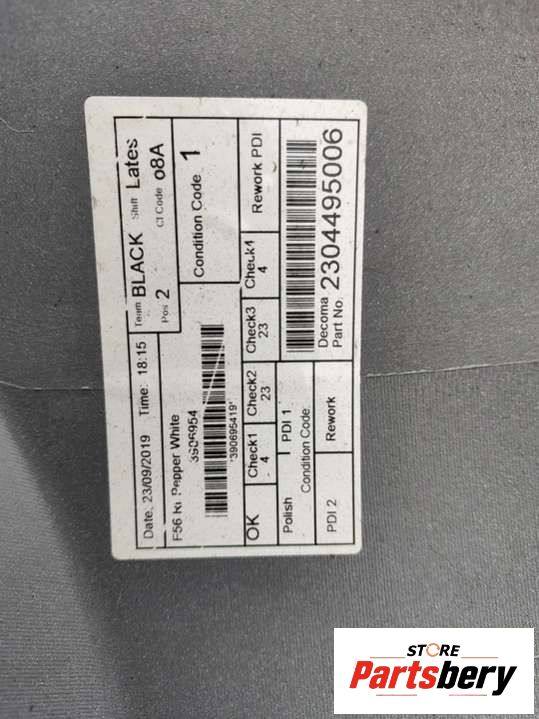 Date: 23/09/2019 Time: 18:15 Team BLACK Shift Lates
F56 Pepper White Pos 2 CI Code o8A
3906954
*390695419*
Condition Code 1
OK Check1 4 Check2 23 Check3 23 Check4 4 Rework PDI
Polish PDI 1
Condition Code
Decoma
Part No. 2304495006
PDI 2 Rework
STORE
Partsbery